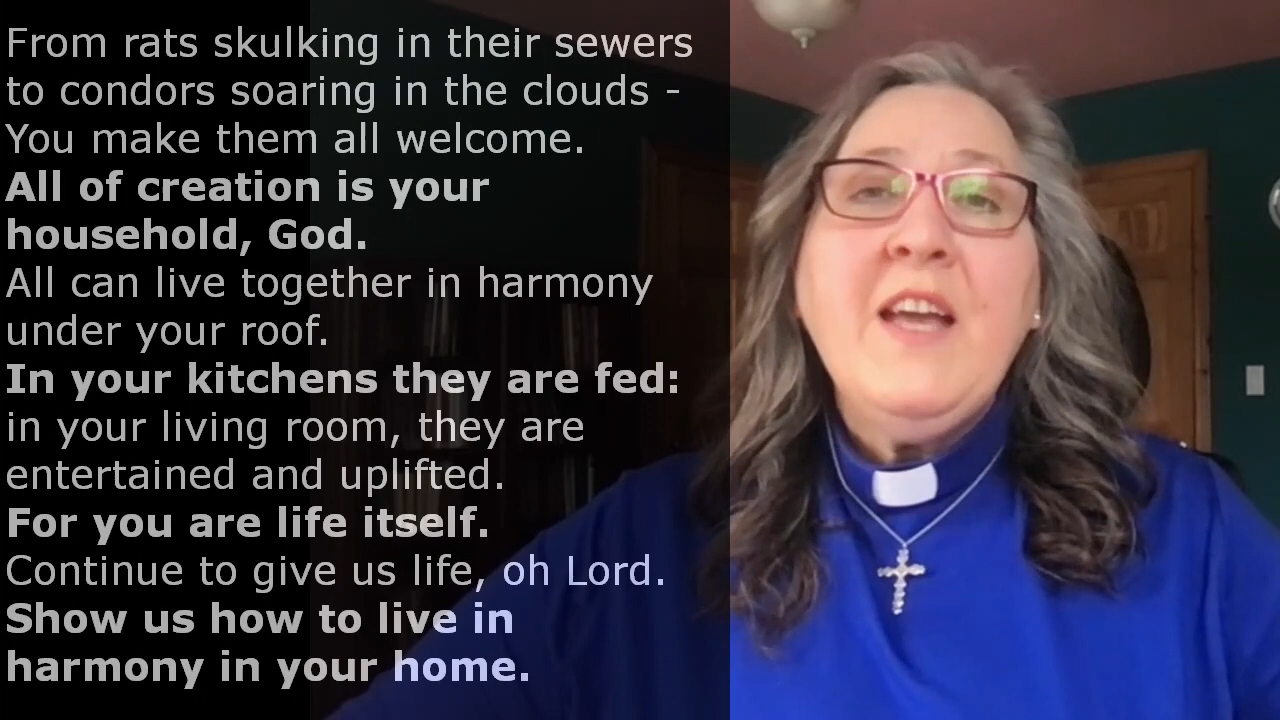 From rats skulking in their sewers
to condors soaring in the clouds -
You make them all welcome.
All of creation is your
household, God.
All can live together in harmony
under your roof.
In your kitchens they are fed:
in your living room, they are
entertained and uplifted.
For you are life itself.
Continue to give us life, oh Lord.
Show us how to live in
harmony in your home.